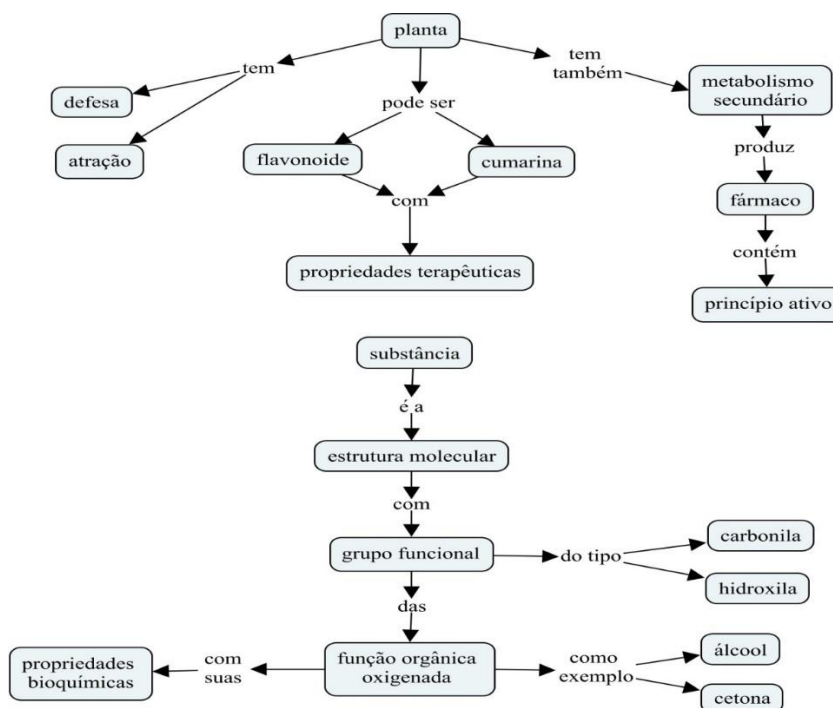 planta
tem
tem
também
defesa
metabolismo
secundário
pode ser
atração
flavonoide
cumarina
produz
com
fármaco
contém
propriedades terapêuticas
princípio ativo
substância
é a
estrutura molecular
com
grupo funcional
do tipo
carbonila
hidroxila
das
propriedades
bioquímicas
com
suas
função orgânica
oxigenada
como
exemplo
álcool
cetona